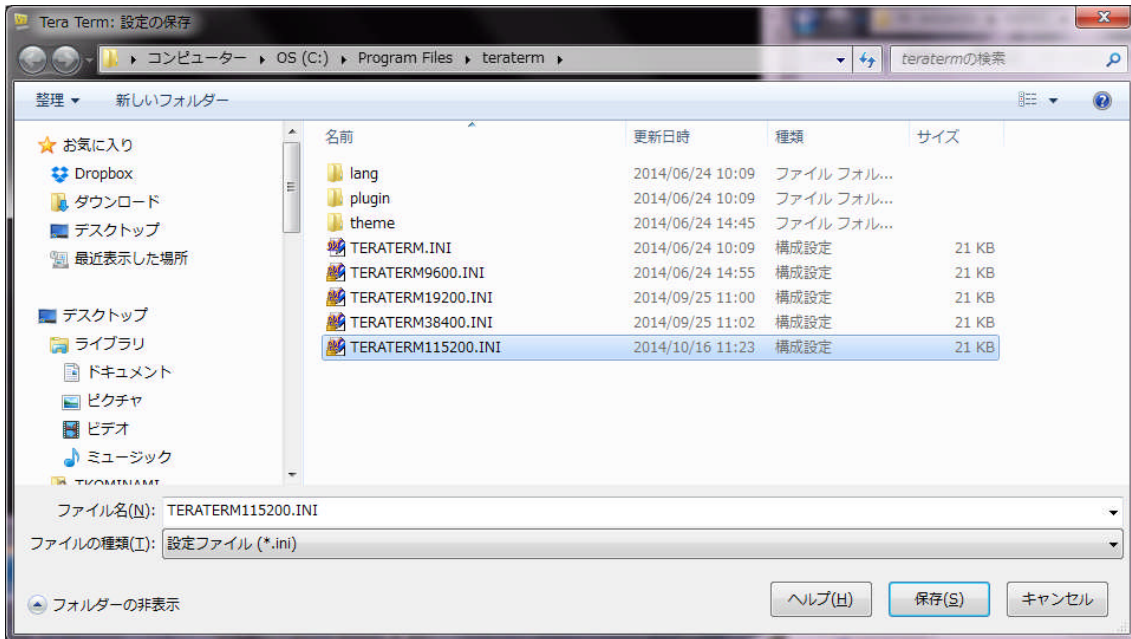 Tera Term: 設定の保存
コンピューター ▸ OS (C:) ▸ Program Files ▸ teraterm ▸
teratermの検索
整理 ▼ 新しいフォルダー
お気に入り
Dropbox
ダウンロード
デスクトップ
最近表示した場所
デスクトップ
ライブラリ
ドキュメント
ピクチャ
ビデオ
ミュージック
TKOMINAMI
名前 更新日時 種類 サイズ
lang 2014/06/24 10:09 ファイル フォル...
plugin 2014/06/24 10:09 ファイル フォル...
theme 2014/06/24 14:45 ファイル フォル...
TERATERM.INI 2014/06/24 10:09 構成設定 21 KB
TERATERM9600.INI 2014/06/24 14:55 構成設定 21 KB
TERATERM19200.INI 2014/09/25 11:00 構成設定 21 KB
TERATERM38400.INI 2014/09/25 11:02 構成設定 21 KB
TERATERM115200.INI 2014/10/16 11:23 構成設定 21 KB
ファイル名(N): TERATERM115200.INI
ファイルの種類(T): 設定ファイル (*.ini)
フォルダーの非表示
ヘルプ(H) 保存(S) キャンセル